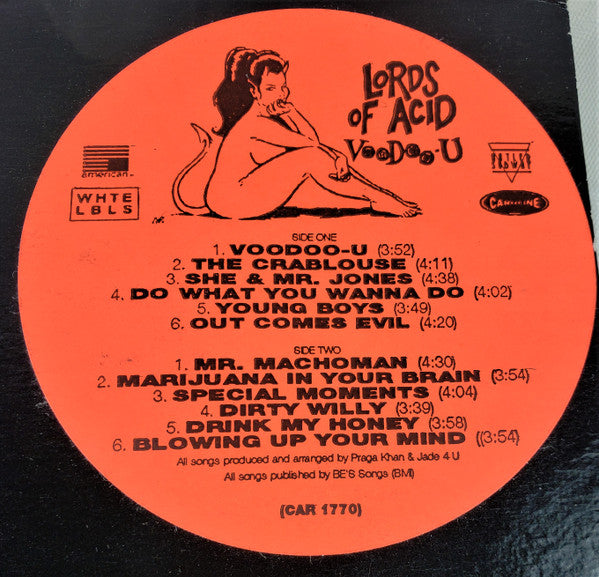 LORDS
OF ACID
VOODOO-U
american
WHTE
LBLS
CAROLINE
SIDE ONE
1. VOODOO-U (3:52)
2. THE CRABLOUSE (4:11)
3. SHE & MR. JONES (4:38)
4. DO WHAT YOU WANNA DO (4:02)
5. YOUNG BOYS (3:49)
6. OUT COMES EVIL (4:20)
SIDE TWO
1. MR. MACHOMAN (4:30)
2. MARIJUANA IN YOUR BRAIN (3:54)
3. SPECIAL MOMENTS (4:04)
4. DIRTY WILLY (3:39)
5. DRINK MY HONEY (3:58)
6. BLOWING UP YOUR MIND ((3:54)
All songs produced and arranged by Praga Khan & Jade 4 U
All songs published by BE'S Songs (BMI)
(CAR 1770)